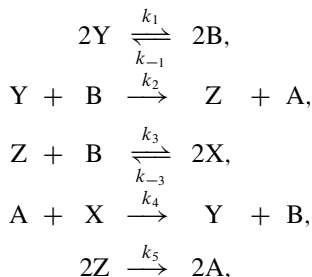 2Y k₁ ⇌ k₋₁ 2B,
Y + B k₂ ⟶ Z + A,
Z + B k₃ ⇌ k₋₃ 2X,
A + X k₄ ⟶ Y + B,
2Z k₅ ⟶ 2A,